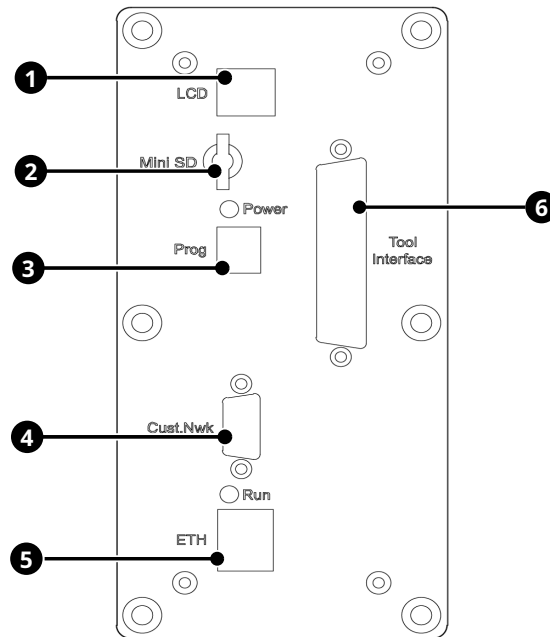 1
LCD
Mini SD
2
Power
6
Prog
Tool
Interface
3
Cust.Nwk
4
Run
ETH
5